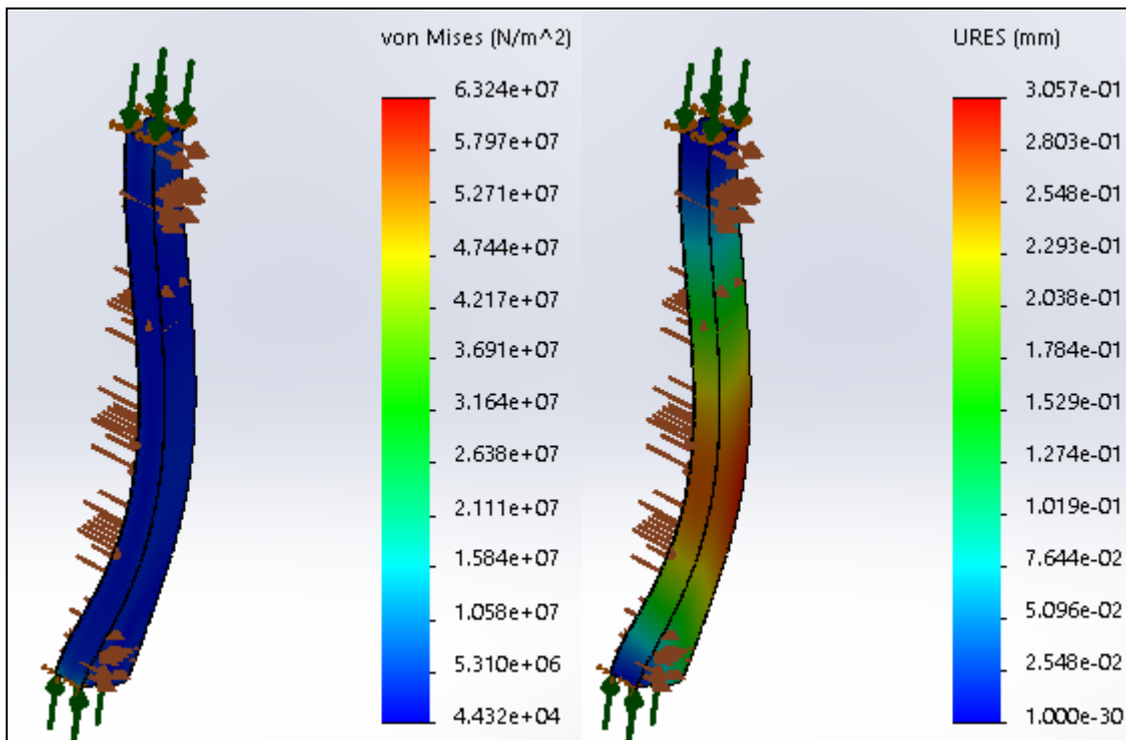 von Mises (N/m^2)
6.324e+07
5.797e+07
5.271e+07
4.744e+07
4.217e+07
3.691e+07
3.164e+07
2.638e+07
2.111e+07
1.584e+07
1.058e+07
5.310e+06
4.432e+04
URES (mm)
3.057e-01
2.803e-01
2.548e-01
2.293e-01
2.038e-01
1.784e-01
1.529e-01
1.274e-01
1.019e-01
7.644e-02
5.096e-02
2.548e-02
1.000e-30